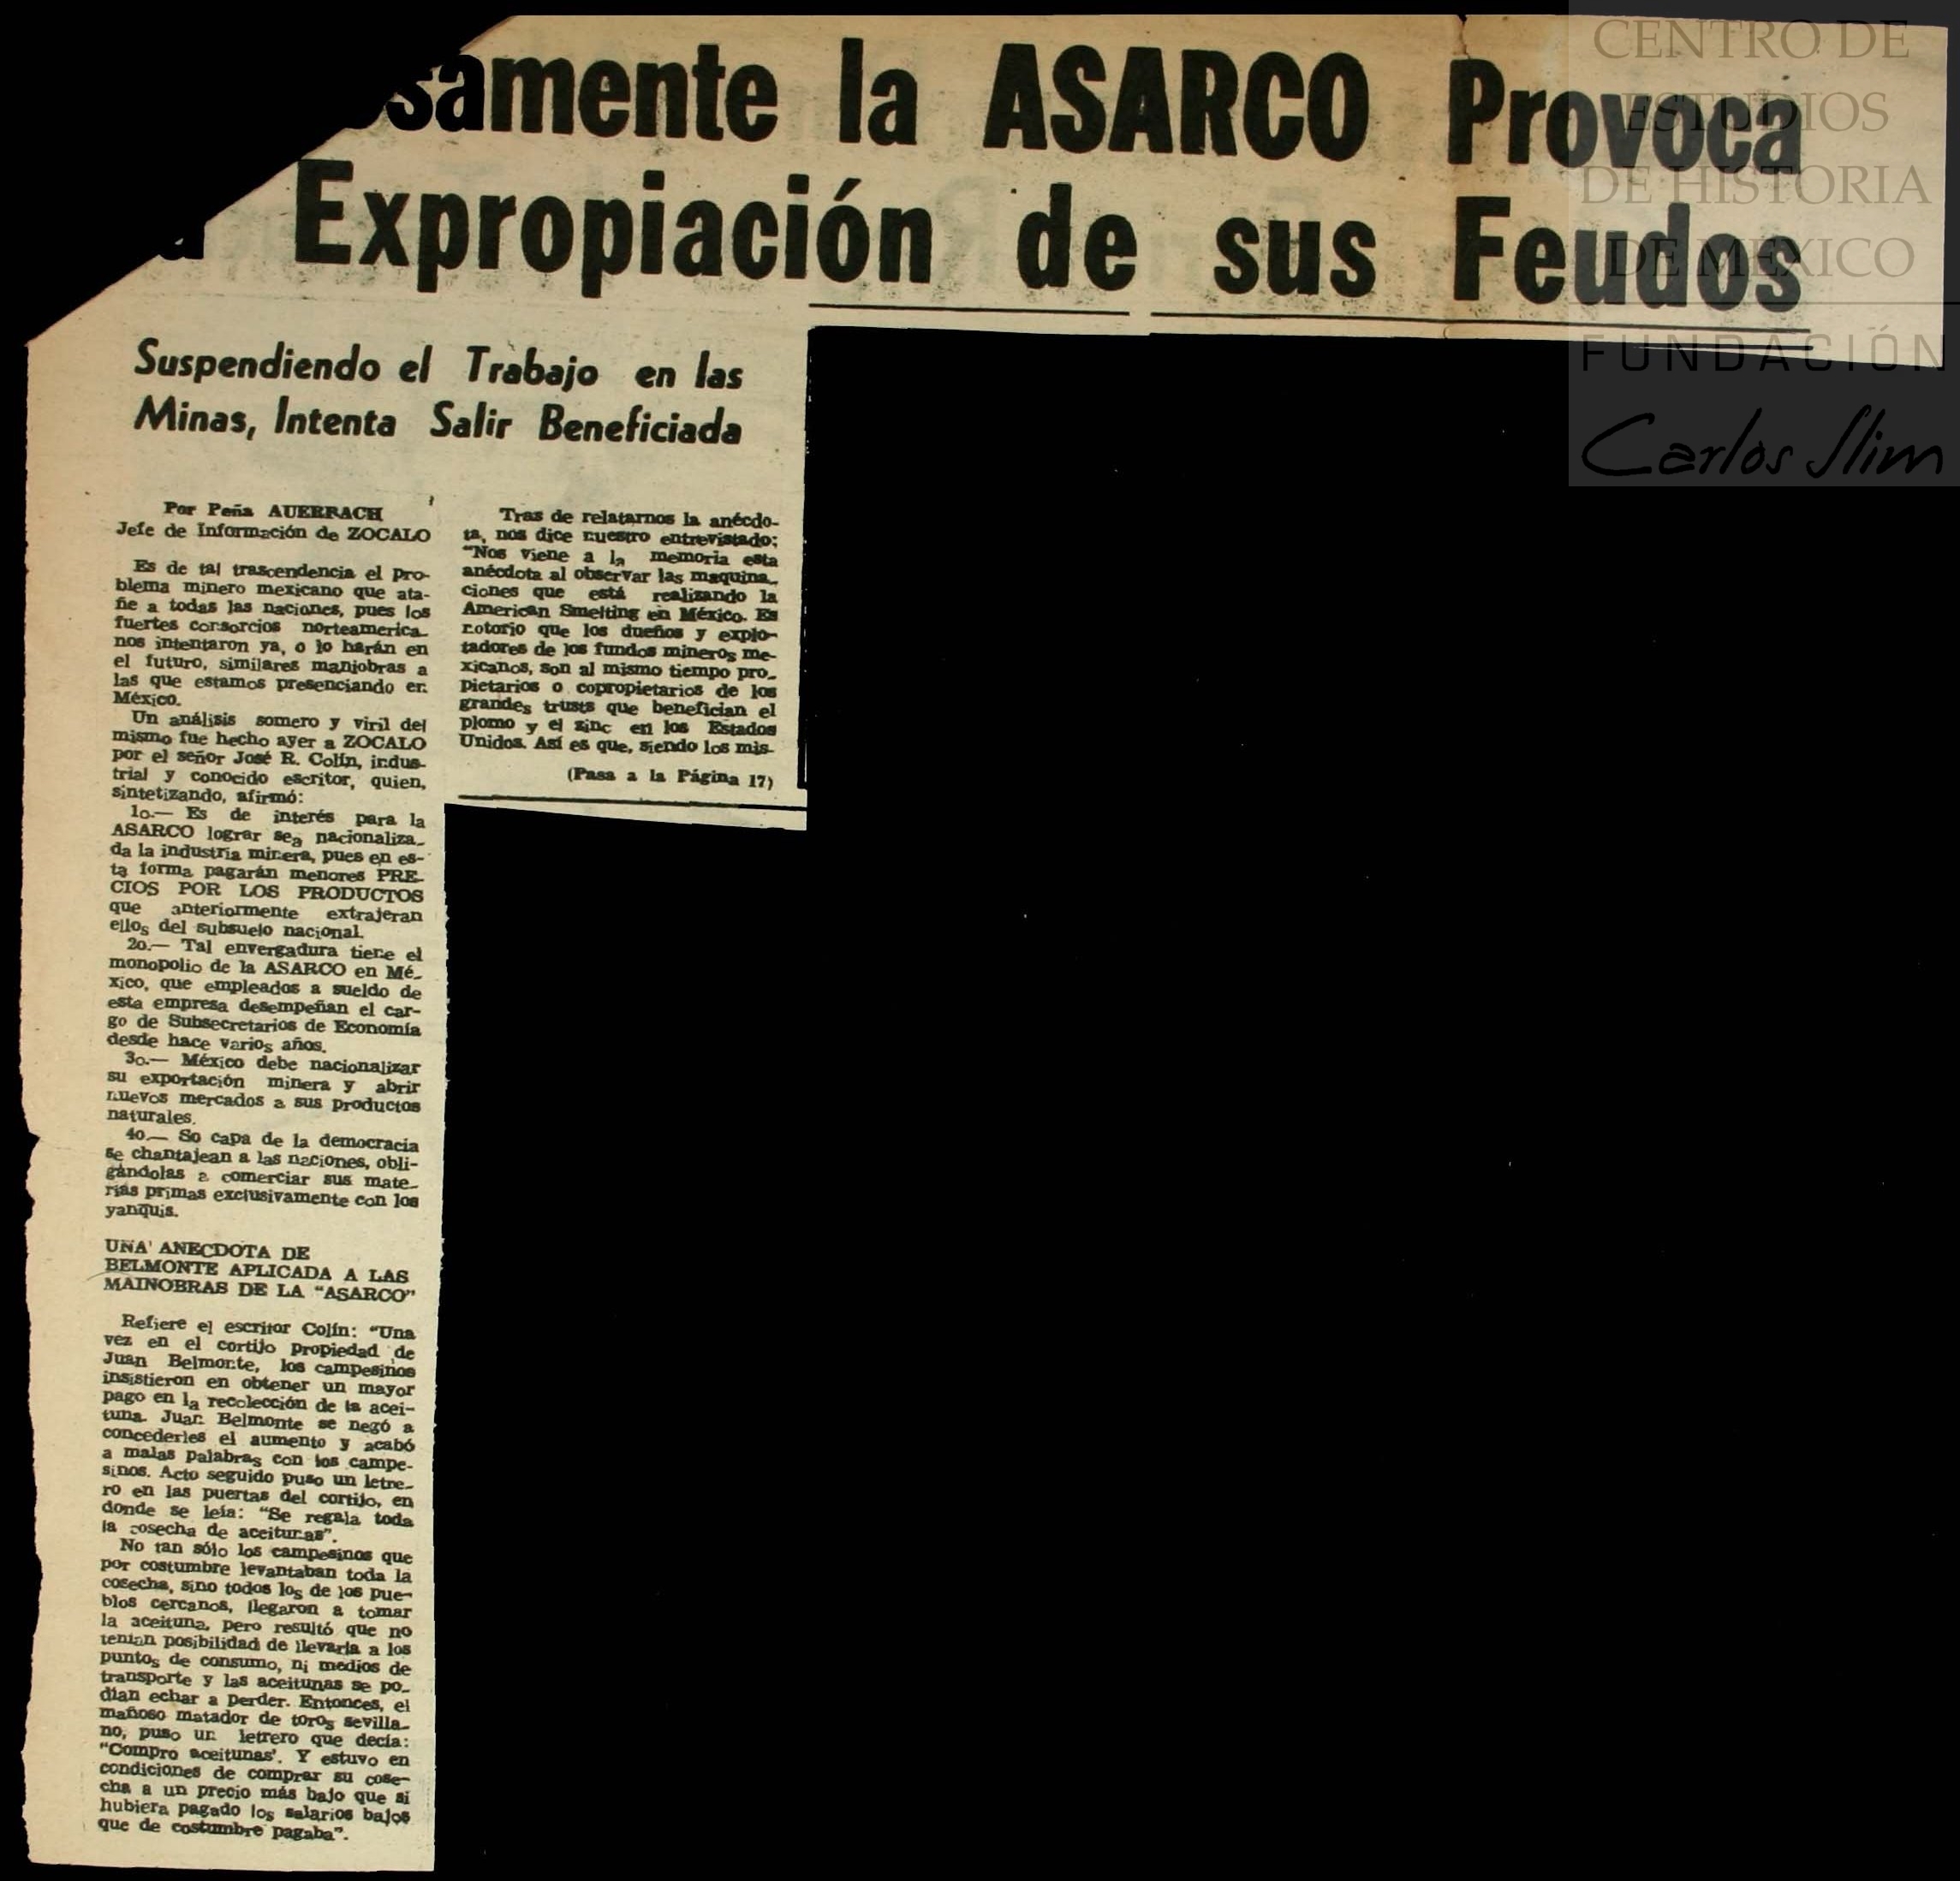 samente la ASARCO Provoca
Expropiación de sus Feudos
Suspendiendo el Trabajo en las
Minas, Intenta Salir Beneficiada
Por Peña AUERBACH
Jefe de Información de ZOCALO
Es de tal trascendencia el pro-
blema minero mexicano que ata-
ñe a todas las naciones, pues los
fuertes consorcios norteamerica-
nos intentaron ya, o lo harán en
el futuro, similares maniobras a
las que estamos presenciando en
México.
Un análisis somero y viril del
mismo fue hecho ayer a ZOCALO
por el señor José R. Colín, indus-
trial y conocido escritor, quien,
sintetizando, afirmó:
1o.— Es de interés para la
ASARCO lograr sea nacionaliza-
da la industria minera, pues en es-
ta forma pagarán menores PRE-
CIOS POR LOS PRODUCTOS
que anteriormente extrajeran
ellos del subsuelo nacional.
2o.— Tal envergadura tiene el
monopolio de la ASARCO en Mé-
xico, que empleados a sueldo de
esta empresa desempeñan el car-
go de Subsecretarios de Economía
desde hace varios años.
3o.— México debe nacionalizar
su exportación minera y abrir
nuevos mercados a sus productos
naturales.
4o.— So capa de la democracia
se chantajean a las naciones, obli-
gándolas a comerciar sus mate-
rias primas exclusivamente con los
yanquis.
UNA ANECDOTA DE
BELMONTE APLICADA A LAS
MAINOBRAS DE LA "ASARCO"
Refiere el escritor Colín: "Una
vez en el cortijo propiedad de
Juan Belmonte, los campesinos
insistieron en obtener un mayor
pago en la recolección de la acei-
tuna. Juan Belmonte se negó a
concederles el aumento y acabó
a malas palabras con los campe-
sinos. Acto seguido puso un letre-
ro en las puertas del cortijo, en
donde se leía: "Se regala toda
la cosecha de aceitunas".
No tan sólo los campesinos que
por costumbre levantaban toda la
cosecha, sino todos los de los pue-
blos cercanos, llegaron a tomar
la aceituna, pero resultó que no
tenían posibilidad de llevarla a los
puntos de consumo, ni medios de
transporte y las aceitunas se po-
dían echar a perder. Entonces, el
mañoso matador de toros sevilla-
no, puso un letrero que decía:
"Compro aceitunas'. Y estuvo en
condiciones de comprar su cose-
cha a un precio más bajo que si
hubiera pagado los salarios bajos
que de costumbre pagaba".
Tras de relatarnos la anécdo-
ta, nos dice nuestro entrevistado:
"Nos viene a la memoria esta
anécdota al observar las maquina-
ciones que está realizando la
American Smelting en México. Es
notorio que los dueños y explo-
tadores de los fundos mineros me-
xicanos, son al mismo tiempo pro-
pietarios o copropietarios de los
grandes trusts que benefician el
plomo y el zinc en los Estados
Unidos. Así es que, siendo los mis-
(Pasa a la Página 17)
CENTRO DE
ESTUDIOS
DE HISTORIA
DE MÉXICO
FUNDACIÓN
Carlos Slim